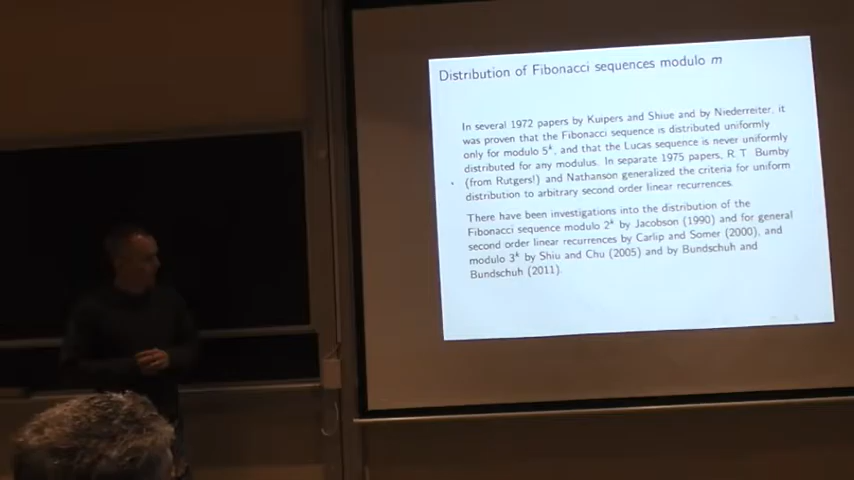 Distribution of Fibonacci sequences modulo m
In several 1972 papers by Kuipers and Shiue and by Niederreiter, it
was proven that the Fibonacci sequence is distributed uniformly
only for modulo 5ᵏ, and that the Lucas sequence is never uniformly
distributed for any modulus. In separate 1975 papers, R. T. Bumby
(from Rutgers!) and Nathanson generalized the criteria for uniform
distribution to arbitrary second order linear recurrences.
There have been investigations into the distribution of the
Fibonacci sequence modulo 2ᵏ by Jacobson (1990) and for general
second order linear recurrences by Carlip and Somer (2000), and
modulo 3ᵏ by Shiu and Chu (2005) and by Bundschuh and
Bundschuh (2011).